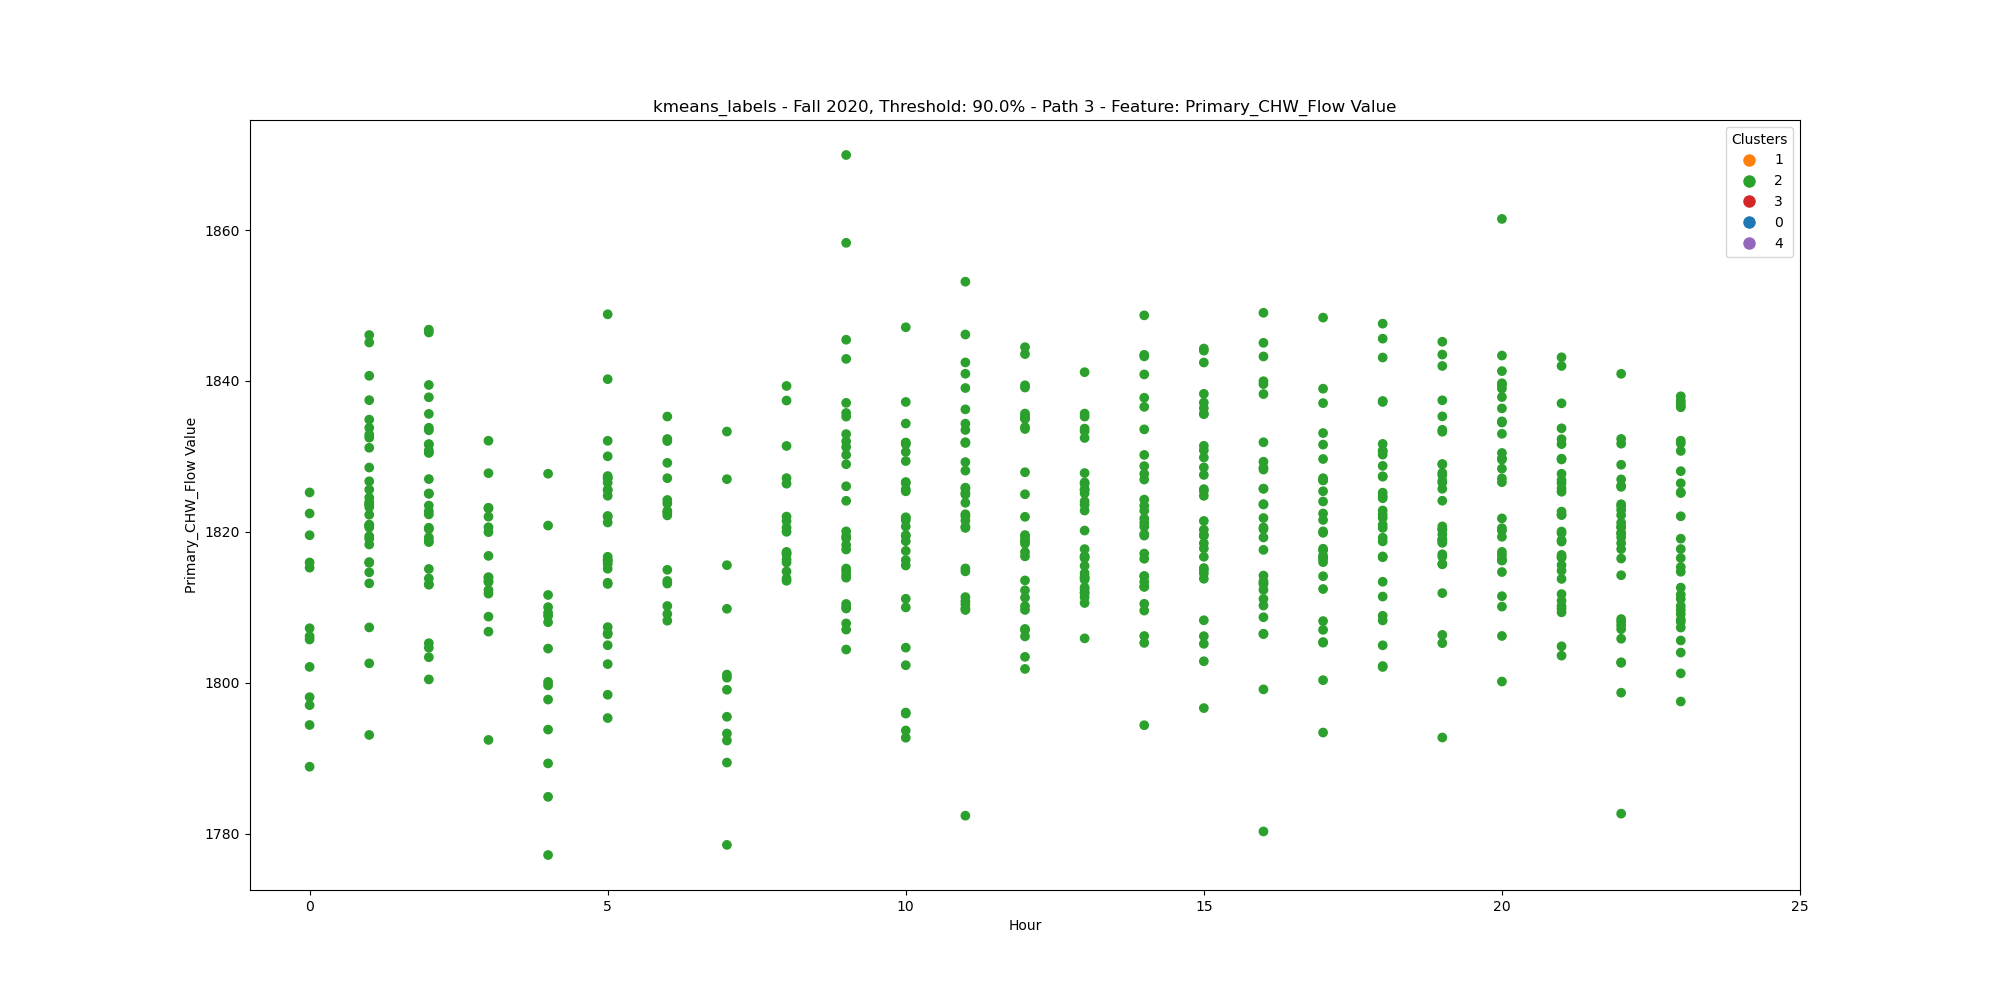 kmeans_labels - Fall 2020, Threshold: 90.0% - Path 3 - Feature: Primary_CHW_Flow Value
Clusters
1
2
3
0
4
Primary_CHW_Flow Value
1860
1840
1820
1800
1780
0 5 10 15 20 25
Hour